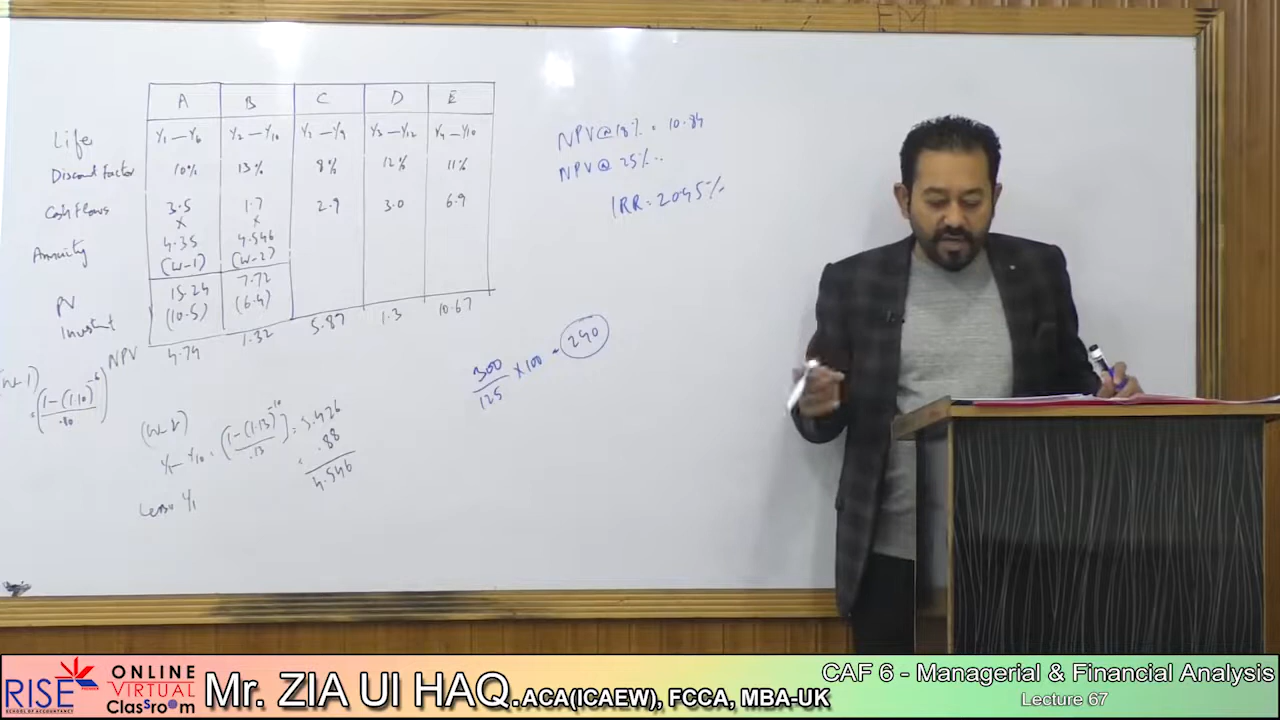 EMI
A B C D E
Life Y1—Y6 Y2—Y10 Y3—Y9 Y3—Y12 Y4—Y10
Discount Factor 10% 13% 8% 12% 11%
Cash Flows 3.5 1.7 2.9 3.0 6.9
x x
Annuity 4.35 4.546
(W-1) (W-2)
PV 15.24 7.72
Investment (10.5) (6.4)
NPV 4.74 1.32 5.87 1.3 10.67
NPV@18% = 10.84
NPV@25%
IRR = 20.45%
300/125 x100 = 240
(W-1)
= (1-(1.10)^-6/.10)
(W-2)
Y1-Y10 = (1-(1.13)^-10/.13] = 5.426
Less Y1 .88
4.546
RISE
SCHOOL OF ACCOUNTANCY
ONLINE
VIRTUAL
ClaSsroom
Mr. ZIA Ul HAQ.ACA(ICAEW), FCCA, MBA-UK
CAF 6 - Managerial & Financial Analysis
Lecture 67